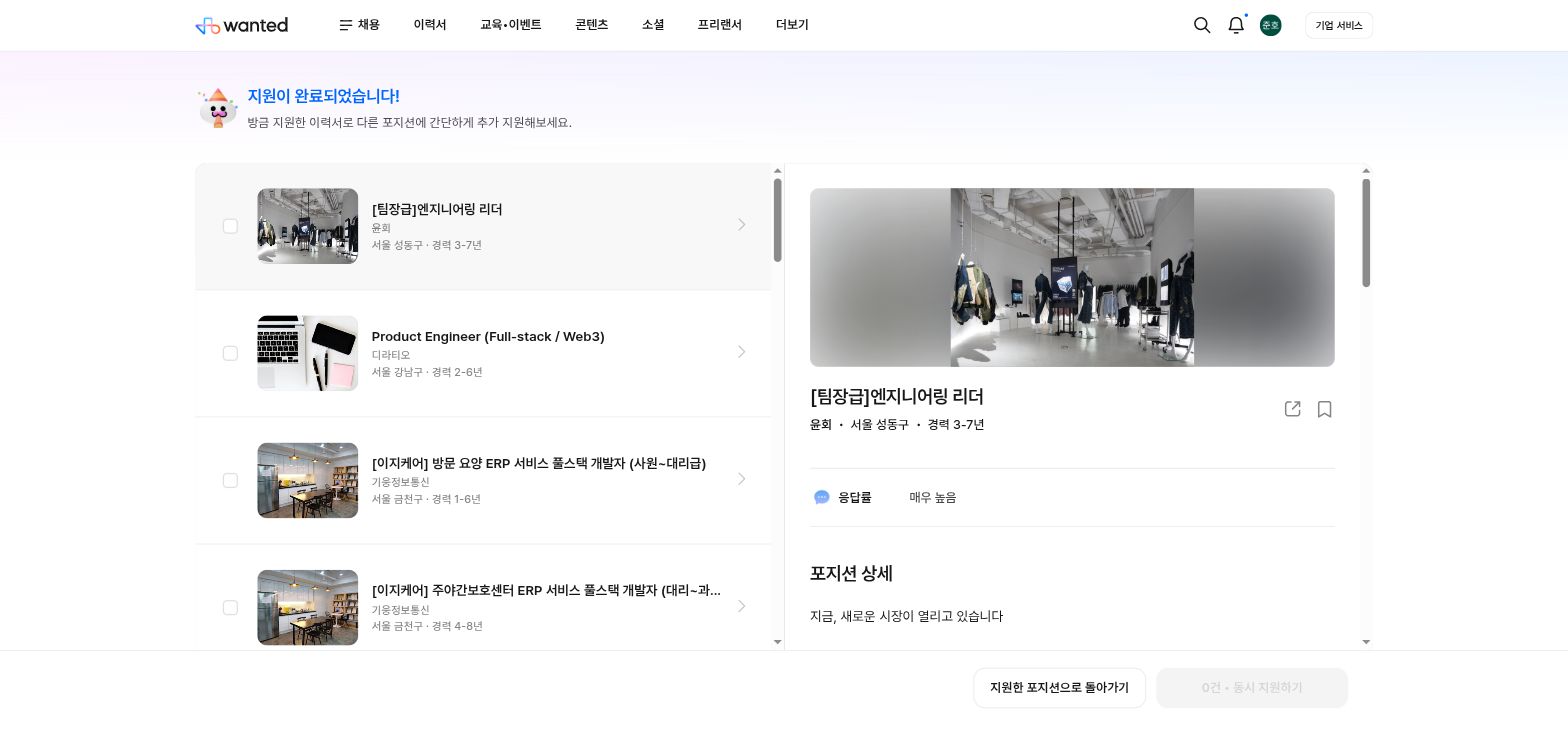 wanted
채용
이력서
교육•이벤트
콘텐츠
소셜
프리랜서
더보기
준호
기업 서비스
지원이 완료되었습니다!
방금 지원한 이력서로 다른 포지션에 간단하게 추가 지원해보세요.
[팀장급]엔지니어링 리더
윤회
서울 성동구 · 경력 3-7년
Product Engineer (Full-stack / Web3)
디라티오
서울 강남구 · 경력 2-6년
[이지케어] 방문 요양 ERP 서비스 풀스택 개발자 (사원~대리급)
기웅정보통신
서울 금천구 · 경력 1-6년
[이지케어] 주야간보호센터 ERP 서비스 풀스택 개발자 (대리~과...
기웅정보통신
서울 금천구 · 경력 4-8년
[팀장급]엔지니어링 리더
윤회 • 서울 성동구 • 경력 3-7년
응답률 매우 높음
포지션 상세
지금, 새로운 시장이 열리고 있습니다
지원한 포지션으로 돌아가기
0건 • 동시 지원하기